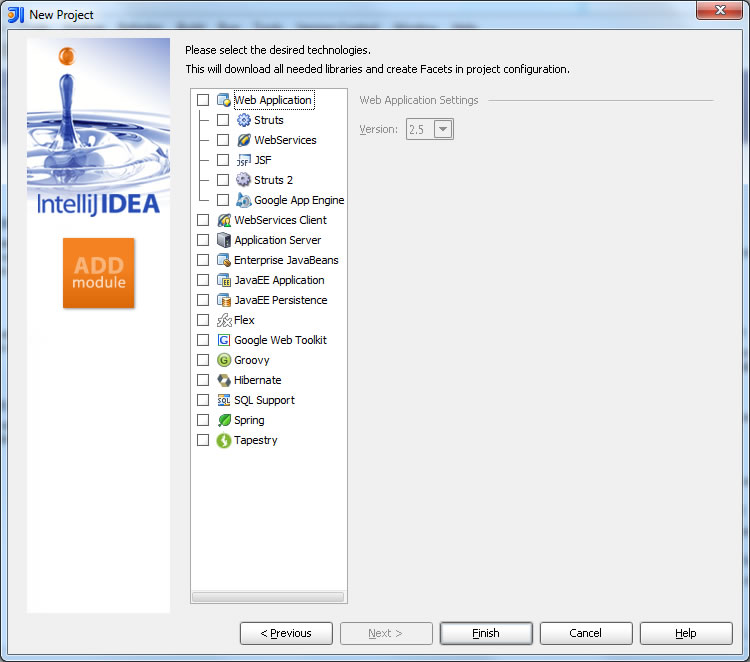 New Project
Please select the desired technologies.
This will download all needed libraries and create Facets in project configuration.
IntelliJIDEA
ADD
module
Web Application
Struts
WebServices
JSF
JSF
Struts 2
Google App Engine
WebServices Client
Application Server
Enterprise JavaBeans
JavaEE Application
JavaEE Persistence
Flex
G Google Web Toolkit
G Groovy
Hibernate
SQL SQL Support
Spring
Tapestry
Web Application Settings
Version: 2.5
< Previous
Next >
Finish
Cancel
Help